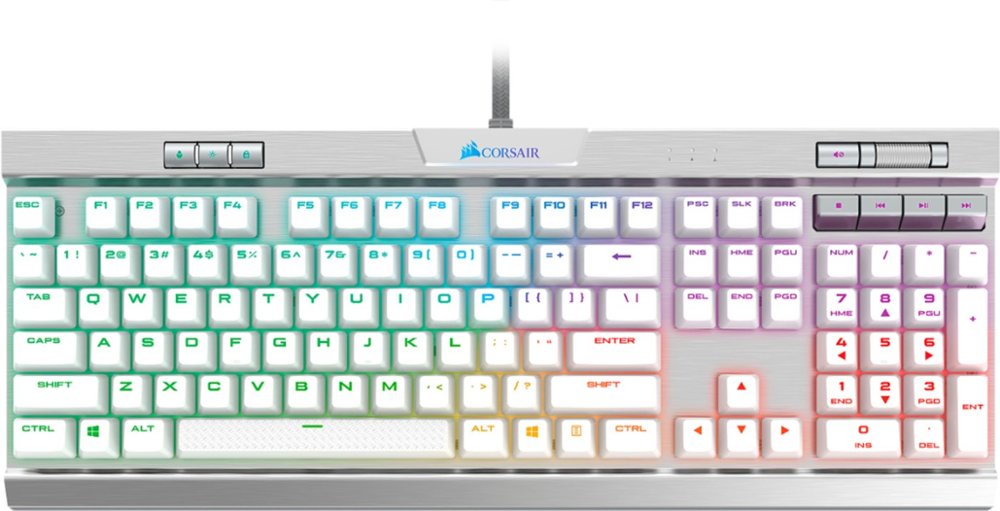 CORSAIR
ESC F1 F2 F3 F4 F5 F6 F7 F8 F9 F10 F11 F12 PSC SLK BRK
` ~ 1 ! 2 @ 3 # 4 $ 5 % 6 ^ 7 & 8 * 9 ( 0 ) - – = + INS HME PGU NUM / * -
TAB Q W E R T Y U I O P [ { ] } \ | DEL END PGD 7 HME 8 9 PGU +
CAPS A S D F G H J K L ; : ' " ENTER 4 5 6
SHIFT Z X C V B N M , < . > / ? SHIFT 1 END 2 3 PGD ENT
CTRL ALT ALT CTRL 0 INS . DEL